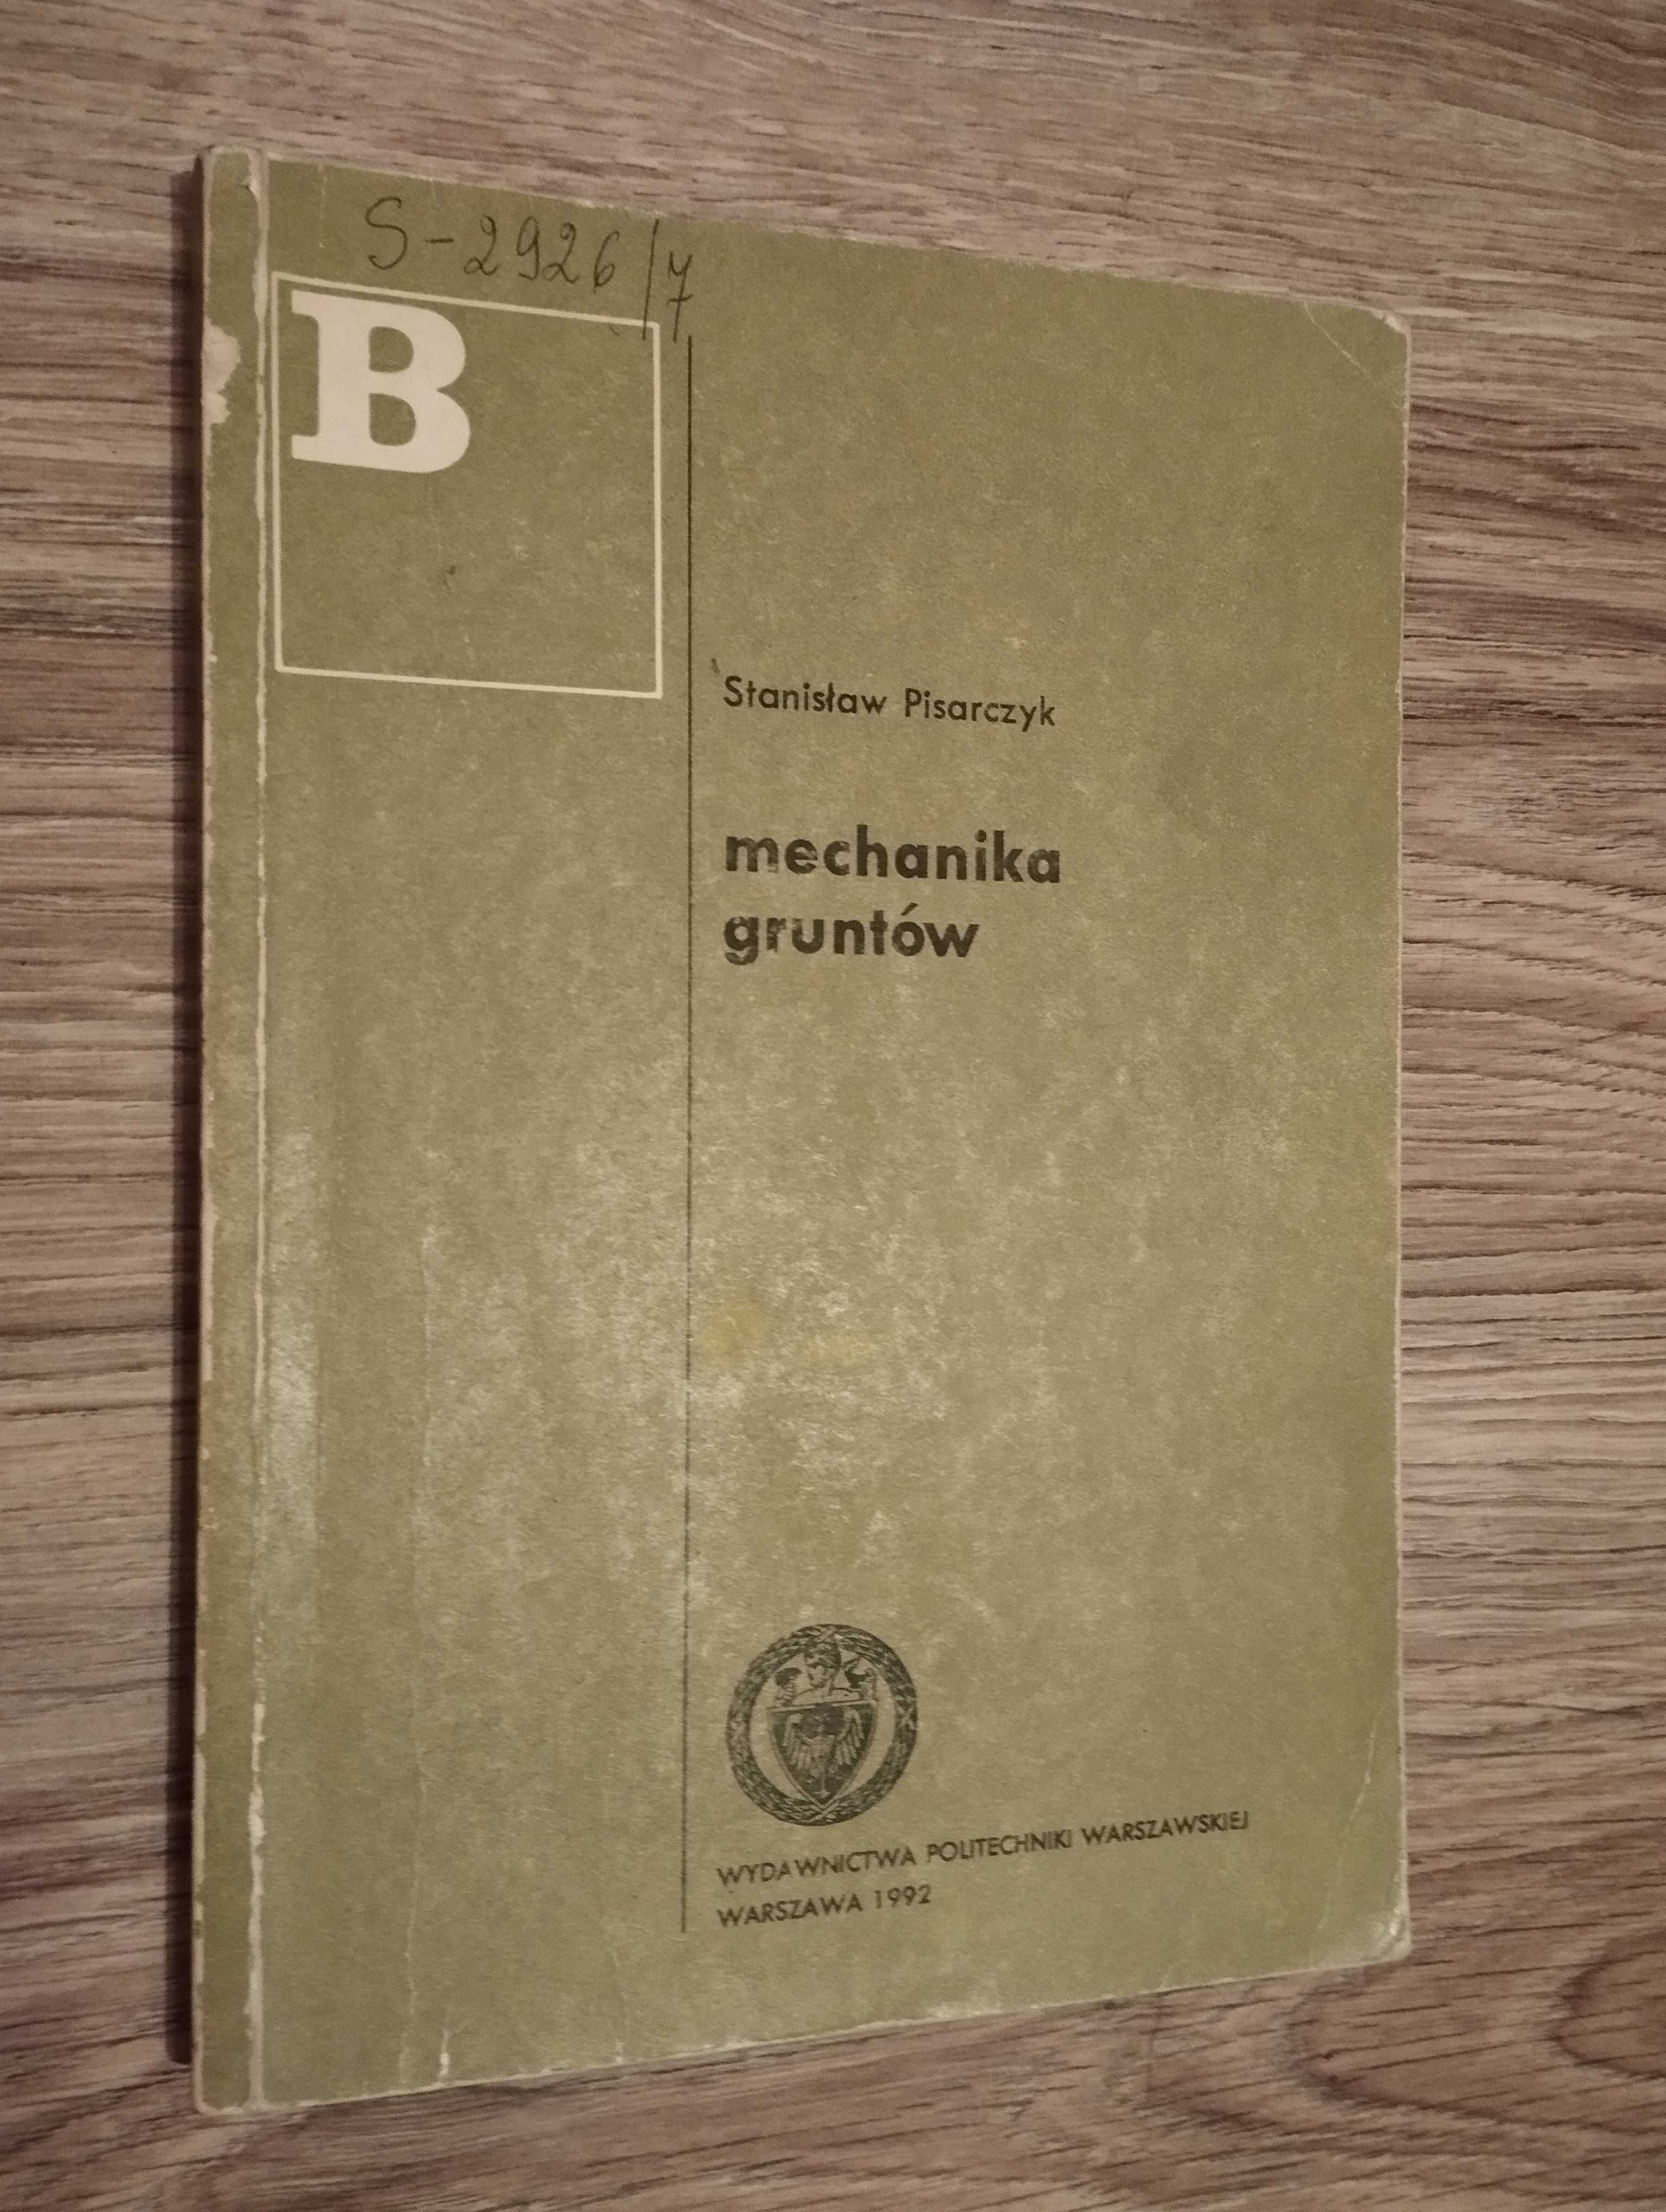 S-2926/7
B
Stanisław Pisarczyk
mechanika
gruntów
WYDAWNICTWA POLITECHNIKI WARSZAWSKIEJ
WARSZAWA 1992